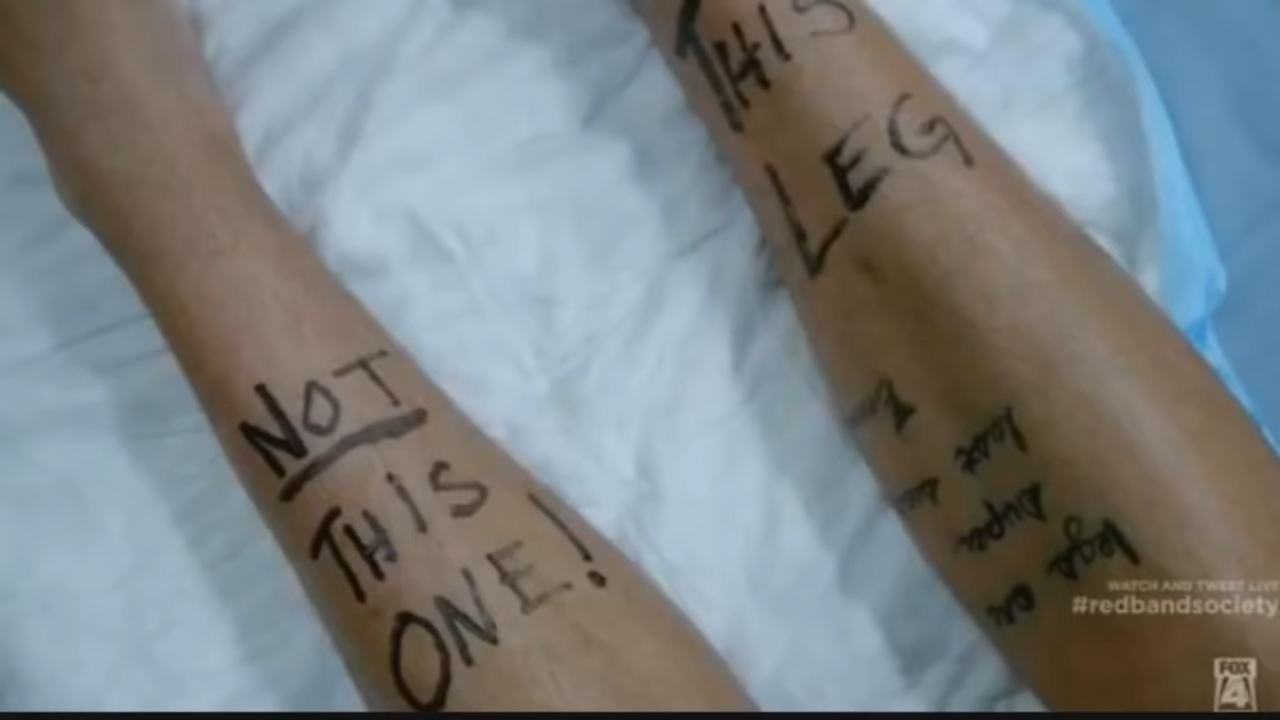 NOT
THIS
ONE!
THIS
LEG
WATCH AND TWEET LIVE
#redbandsociety
FOX
4